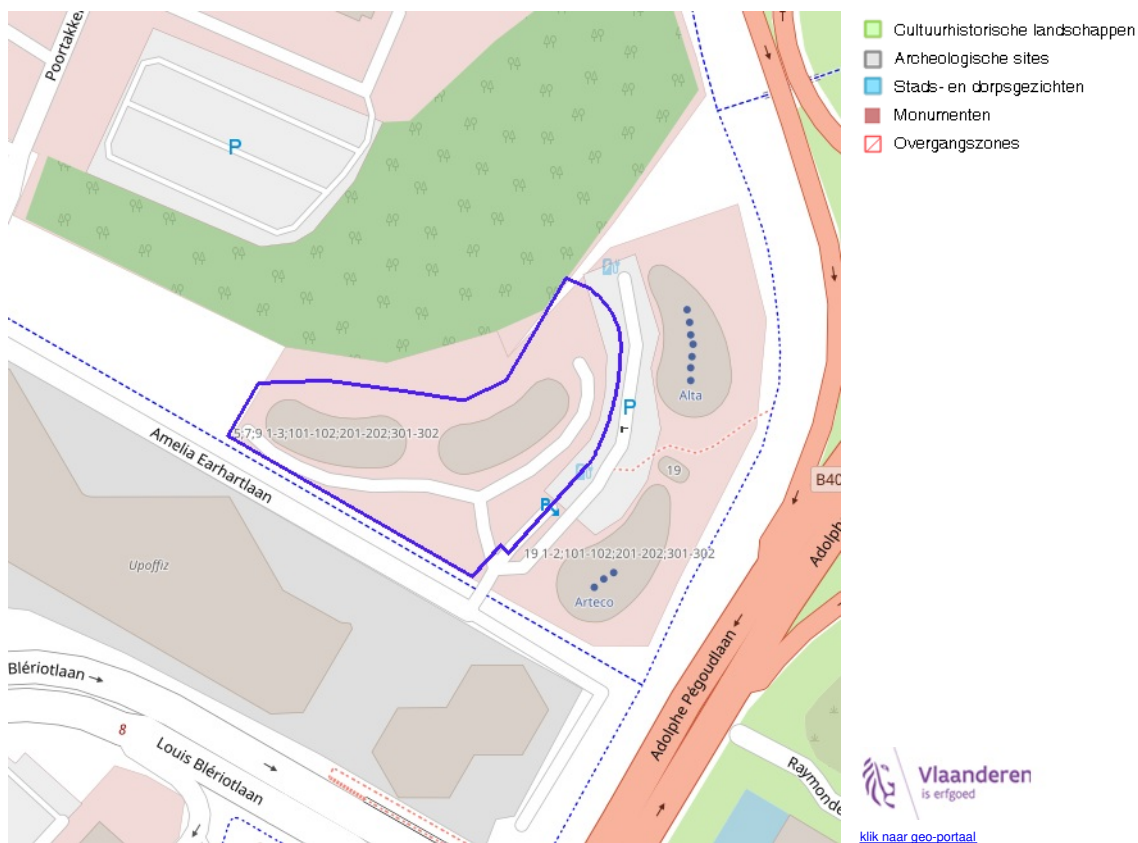 Poortakke
P
T
Cultuurhistorische landschappen
Archeologische sites
Stads- en dorpsgezichten
Monumenten
Overgangszones
Alta
P
5;7;9 1-3;101-102;201-202;301-302
Amelia Earhartlaan
19
B40
P
19 1-2;101-102;201-202;301-302
Upoffiz
Arteco
Adolphe Pégoudlaan
Adolph
Blériotlaan
8
Louis Blériotlaan
Raymonde
Vlaanderen
is erfgoed
klik naar geo-portaal